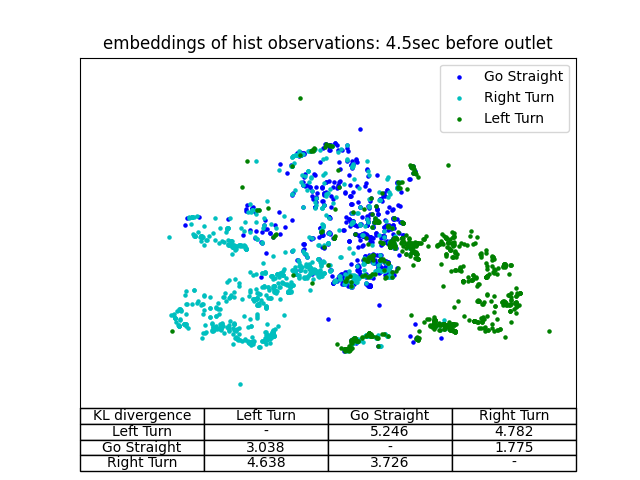 embeddings of hist observations: 4.5sec before outlet
Go Straight
Right Turn
Left Turn
KL divergence Left Turn Go Straight Right Turn
Left Turn - 5.246 4.782
Go Straight 3.038 - 1.775
Right Turn 4.638 3.726 -